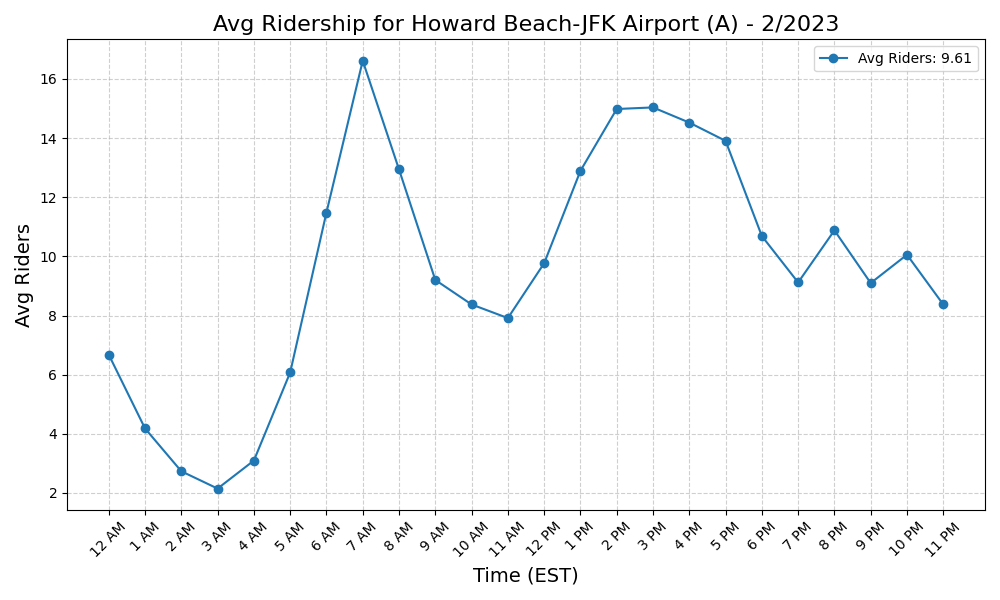 Avg Ridership for Howard Beach-JFK Airport (A) - 2/2023
Avg Riders: 9.61
Avg Riders
16
14
12
10
8
6
4
2
12 AM
1 AM
2 AM
3 AM
4 AM
5 AM
6 AM
7 AM
8 AM
9 AM
10 AM
11 AM
12 PM
1 PM
2 PM
3 PM
4 PM
5 PM
6 PM
7 PM
8 PM
9 PM
10 PM
11 PM
Time (EST)